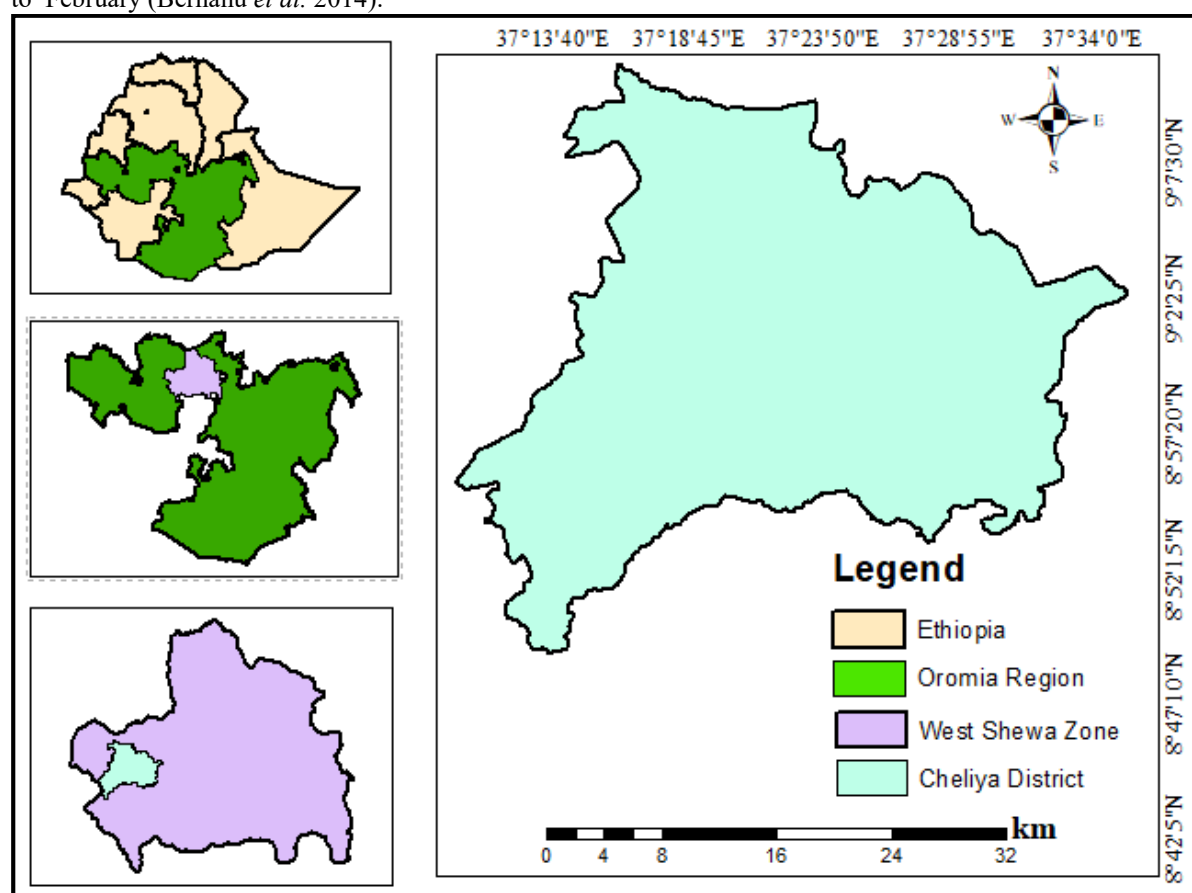 to February (Berhanu et al. 2014).
37°13'40"E 37°18'45"E 37°23'50"E 37°28'55"E 37°34'0"E
N
W E
S
9°7'30"N
9°2'25"N
8°57'20"N
8°52'15"N
8°47'10"N
8°42'5"N
Legend
Ethiopia
Oromia Region
West Shewa Zone
Cheliya District
km
0 4 8 16 24 32